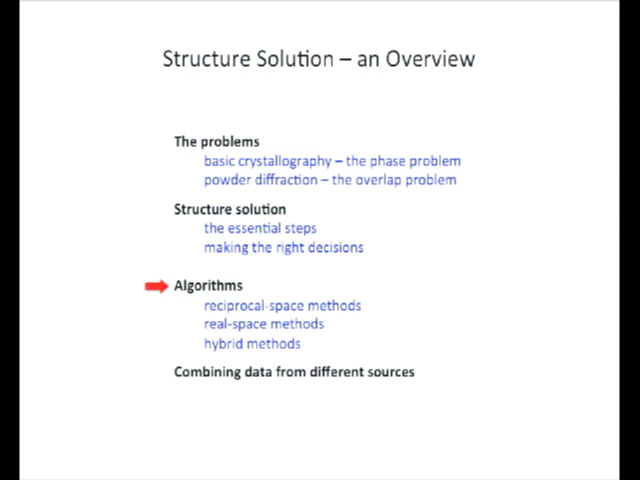 Structure Solution – an Overview
The problems
basic crystallography – the phase problem
powder diffraction – the overlap problem
Structure solution
the essential steps
making the right decisions
Algorithms
reciprocal-space methods
real-space methods
hybrid methods
Combining data from different sources